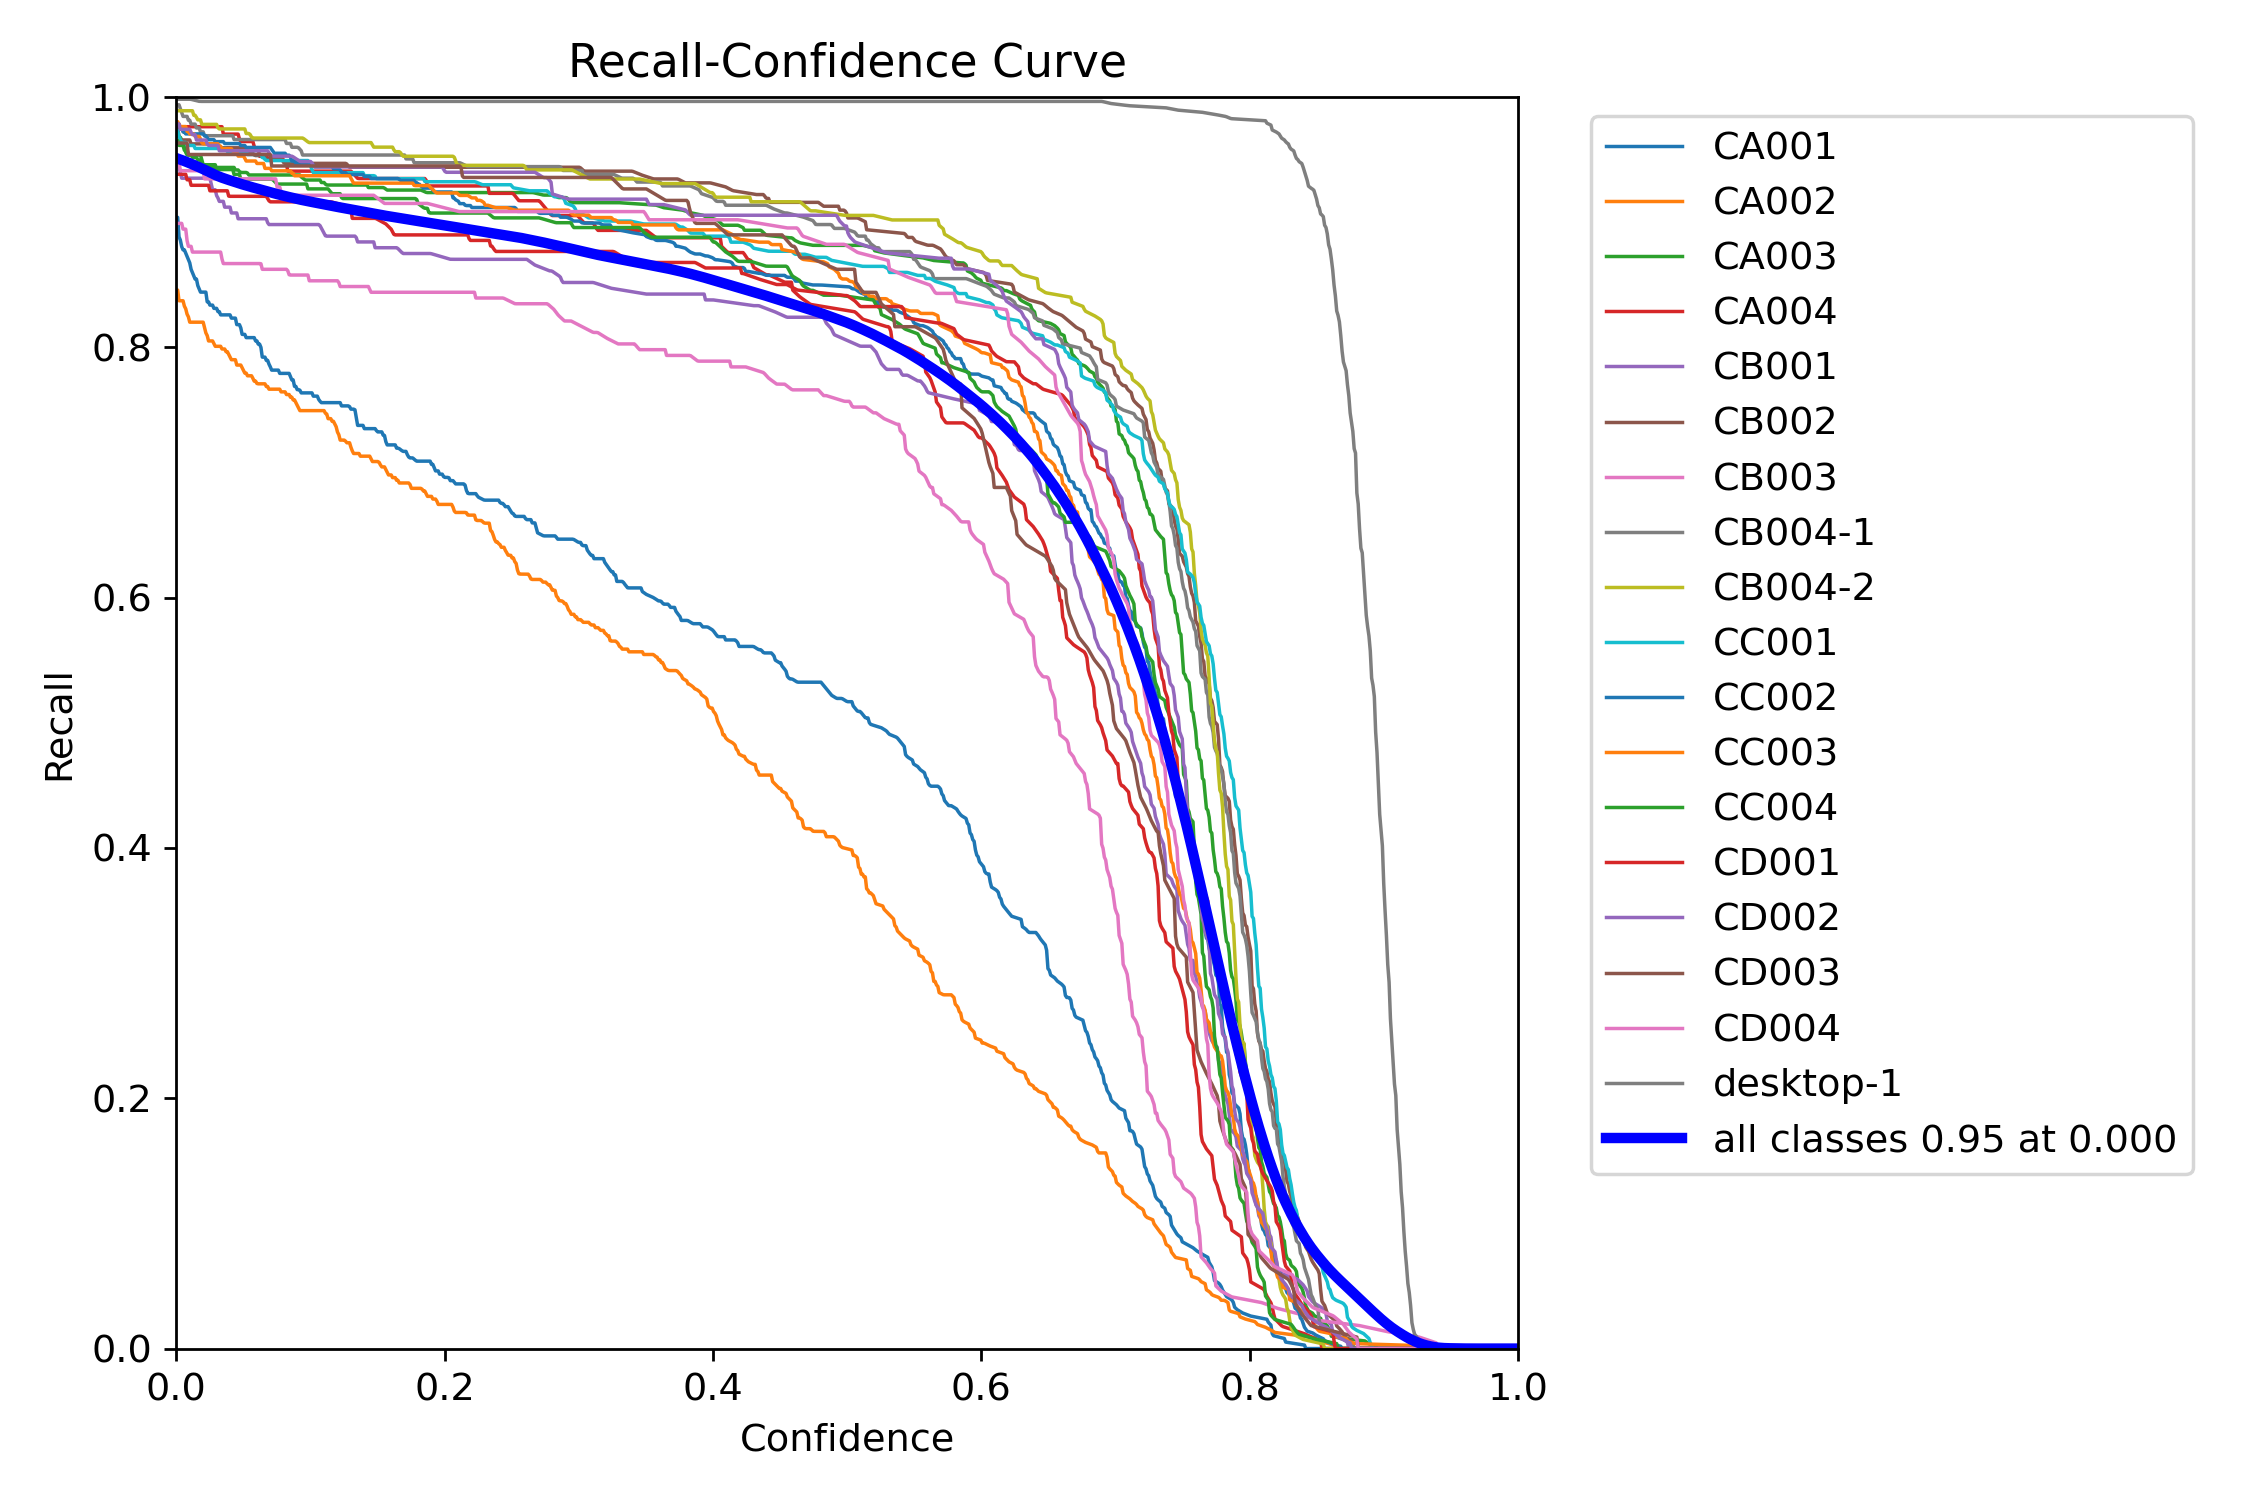 Recall-Confidence Curve
1.0
0.8
0.6
0.4
0.2
0.0
Recall
0.0 0.2 0.4 0.6 0.8 1.0
Confidence
CA001
CA002
CA003
CA004
CB001
CB002
CB003
CB004-1
CB004-2
CC001
CC002
CC003
CC004
CD001
CD002
CD003
CD004
desktop-1
all classes 0.95 at 0.000